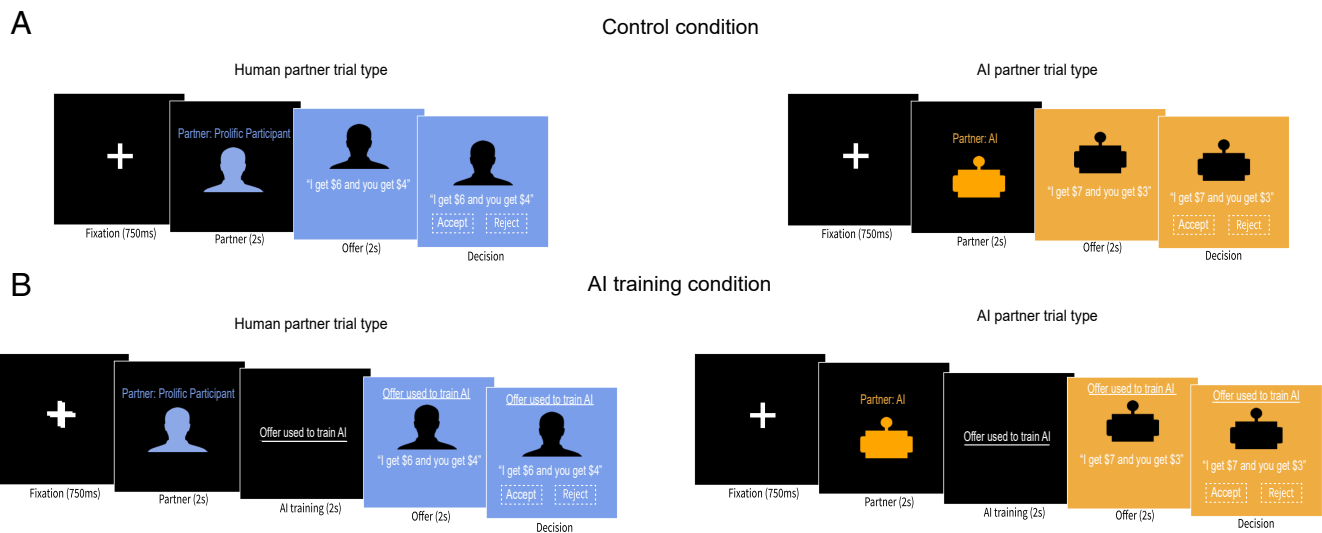 A
Control condition
Human partner trial type
Partner: Prolific Participant
“I get $6 and you get $4”
“I get $6 and you get $4”
Accept Reject
Fixation (750ms)
Partner (2s)
Offer (2s)
Decision
AI partner trial type
Partner: AI
“I get $7 and you get $3”
“I get $7 and you get $3”
Accept Reject
Fixation (750ms)
Partner (2s)
Offer (2s)
Decision
B
AI training condition
Human partner trial type
Partner: Prolific Participant
Offer used to train AI
Offer used to train AI
“I get $6 and you get $4”
Offer used to train AI
“I get $6 and you get $4”
Accept Reject
Fixation (750ms)
Partner (2s)
AI training (2s)
Offer (2s)
Decision
AI partner trial type
Partner: AI
Offer used to train AI
Offer used to train AI
“I get $7 and you get $3”
Offer used to train AI
“I get $7 and you get $3”
Accept Reject
Fixation (750ms)
Partner (2s)
AI training (2s)
Offer (2s)
Decision